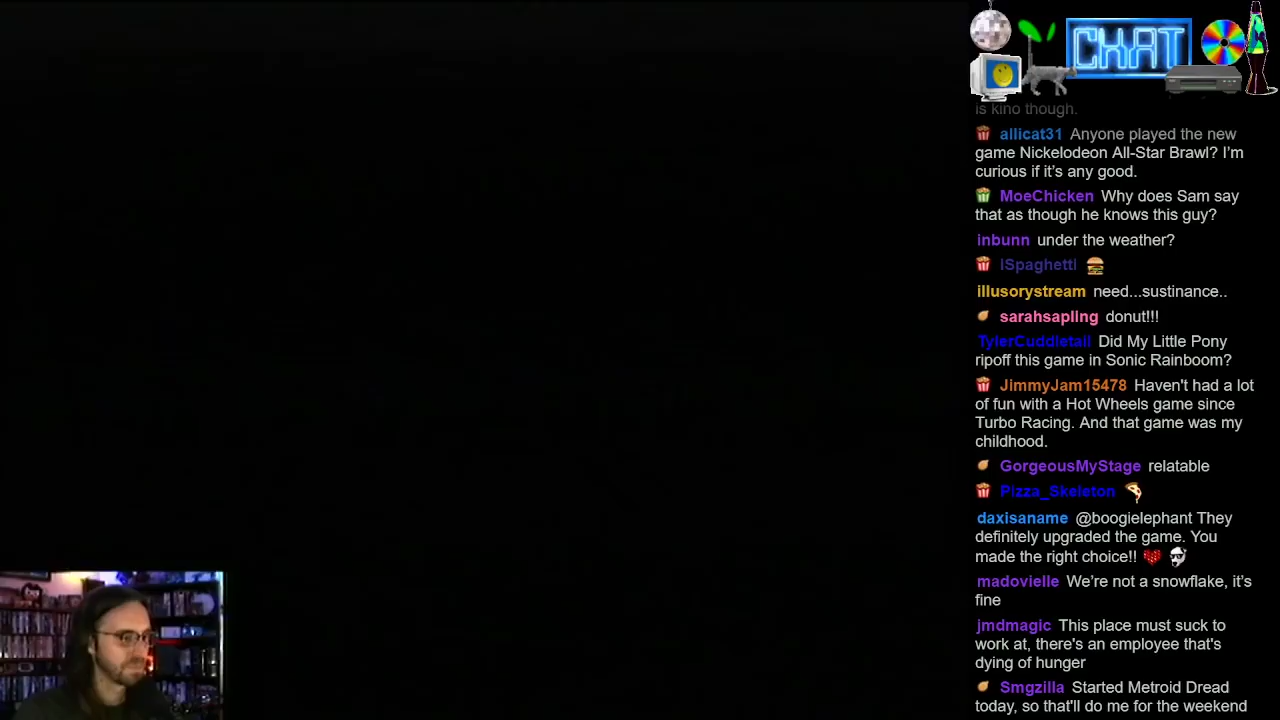 CHAT
is kino though.
allicat31 Anyone played the new
game Nickelodeon All-Star Brawl? I'm
curious if it's any good.
MoeChicken Why does Sam say
that as though he knows this guy?
inbunn under the weather?
ISpaghetti
illusorystream need...sustinance..
sarahsapling donut!!!
TylerCuddletail Did My Little Pony
ripoff this game in Sonic Rainboom?
JimmyJam15478 Haven't had a lot
of fun with a Hot Wheels game since
Turbo Racing. And that game was my
childhood.
GorgeousMyStage relatable
Pizza_Skeleton
daxisaname @boogielephant They
definitely upgraded the game. You
made the right choice!!
madovielle We're not a snowflake, it's
fine
jmdmagic This place must suck to
work at, there's an employee that's
dying of hunger
Smgzilla Started Metroid Dread
today, so that'll do me for the weekend